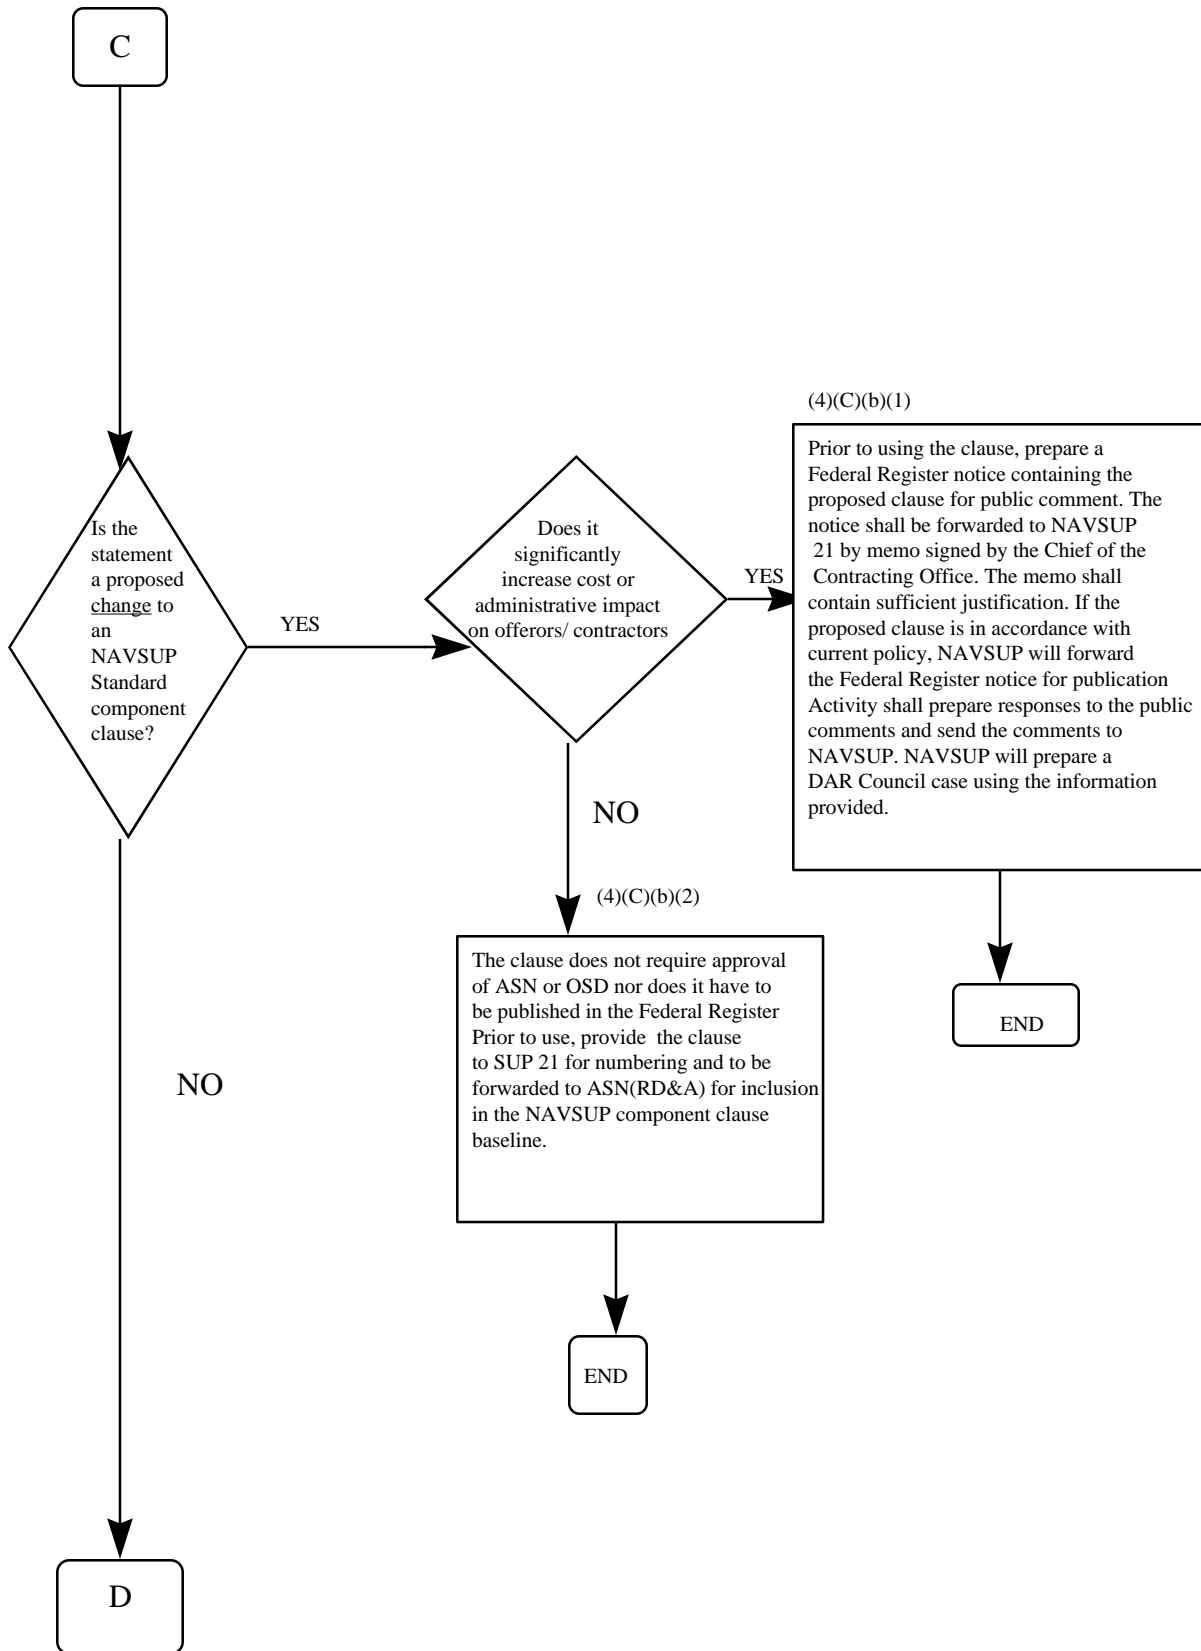 C
Is the
statement
a proposed
change to
an
NAVSUP
Standard
component
clause?
YES
Does it
significantly
increase cost or
administrative impact
on offerors/ contractors
YES
(4)(C)(b)(1)
Prior to using the clause, prepare a
Federal Register notice containing the
proposed clause for public comment. The
notice shall be forwarded to NAVSUP
21 by memo signed by the Chief of the
Contracting Office. The memo shall
contain sufficient justification. If the
proposed clause is in accordance with
current policy, NAVSUP will forward
the Federal Register notice for publication
Activity shall prepare responses to the public
comments and send the comments to
NAVSUP. NAVSUP will prepare a
DAR Council case using the information
provided.
END
NO
(4)(C)(b)(2)
The clause does not require approval
of ASN or OSD nor does it have to
be published in the Federal Register
Prior to use, provide the clause
to SUP 21 for numbering and to be
forwarded to ASN(RD&A) for inclusion
in the NAVSUP component clause
baseline.
END
NO
D